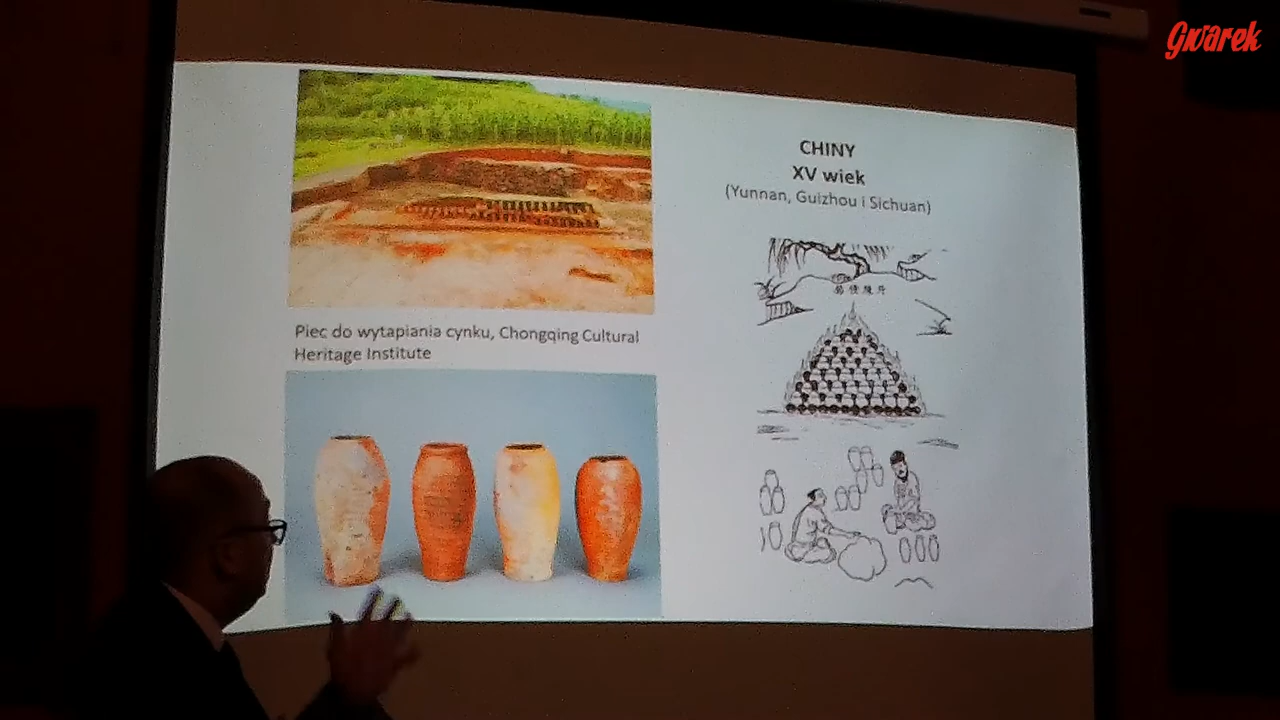 Gwarek
CHINY
XV wiek
(Yunnan, Guizhou i Sichuan)
Piec do wytapiania cynku, Chongqing Cultural
Heritage Institute